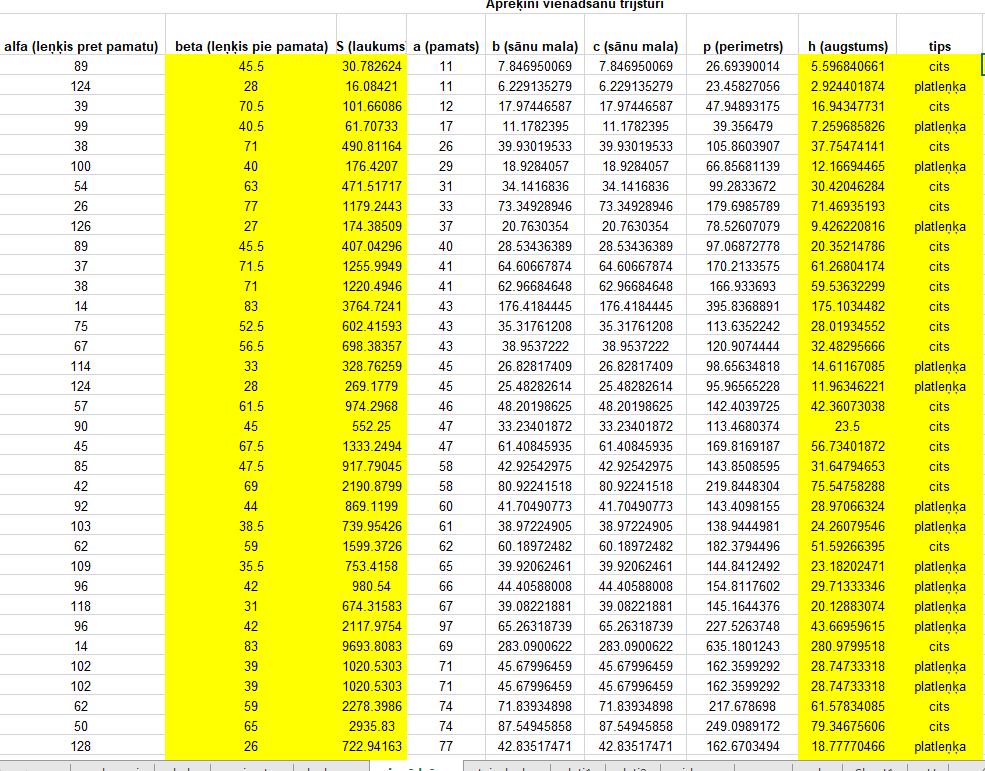 Aprēķini vienādsānu trijstūrī
alfa (leņķis pret pamatu) beta (leņķis pie pamata) S (laukums a (pamats) b (sānu mala) c (sānu mala) p (perimetrs) h (augstums) tips
89 45.5 30.782624 11 7.846950069 7.846950069 26.69390014 5.596840661 cits
124 28 16.08421 11 6.229135279 6.229135279 23.45827056 2.924401874 platleņķa
39 70.5 101.66086 12 17.97446587 17.97446587 47.94893175 16.94347731 cits
99 40.5 61.70733 17 11.1782395 11.1782395 39.356479 7.259685826 platleņķa
38 71 490.81164 26 39.93019533 39.93019533 105.8603907 37.75474141 cits
100 40 176.4207 29 18.9284057 18.9284057 66.85681139 12.16694465 platleņķa
54 63 471.51717 31 34.1416836 34.1416836 99.2833672 30.42046284 cits
26 77 1179.2443 33 73.34928946 73.34928946 179.6985789 71.46935193 cits
126 27 174.38509 37 20.7630354 20.7630354 78.52607079 9.426220816 platleņķa
89 45.5 407.04296 40 28.53436389 28.53436389 97.06872778 20.35214786 cits
37 71.5 1255.9949 41 64.60667874 64.60667874 170.2133575 61.26804174 cits
38 71 1220.4946 41 62.96684648 62.96684648 166.933693 59.53632299 cits
14 83 3764.7241 43 176.4184445 176.4184445 395.8368891 175.1034482 cits
75 52.5 602.41593 43 35.31761208 35.31761208 113.6352242 28.01934552 cits
67 56.5 698.38357 43 38.9537222 38.9537222 120.9074444 32.48295666 cits
114 33 328.76259 45 26.82817409 26.82817409 98.65634818 14.61167085 platleņķa
124 28 269.1779 45 25.48282614 25.48282614 95.96565228 11.96346221 platleņķa
57 61.5 974.2968 46 48.20198625 48.20198625 142.4039725 42.36073038 cits
90 45 552.25 47 33.23401872 33.23401872 113.4680374 23.5 cits
45 67.5 1333.2494 47 61.40845935 61.40845935 169.8169187 56.73401872 cits
85 47.5 917.79045 58 42.92542975 42.92542975 143.8508595 31.64794653 cits
42 69 2190.8799 58 80.92241518 80.92241518 219.8448304 75.54758288 cits
92 44 869.1199 60 41.70490773 41.70490773 143.4098155 28.97066324 platleņķa
103 38.5 739.95426 61 38.97224905 38.97224905 138.9444981 24.26079546 platleņķa
62 59 1599.3726 62 60.18972482 60.18972482 182.3794496 51.59266395 cits
109 35.5 753.4158 65 39.92062461 39.92062461 144.8412492 23.18202471 platleņķa
96 42 980.54 66 44.40588008 44.40588008 154.8117602 29.71333346 platleņķa
118 31 674.31583 67 39.08221881 39.08221881 145.1644376 20.12883074 platleņķa
96 42 2117.9754 97 65.26318739 65.26318739 227.5263748 43.66959615 platleņķa
14 83 9693.8083 69 283.0900622 283.0900622 635.1801243 280.9799518 cits
102 39 1020.5303 71 45.67996459 45.67996459 162.3599292 28.74733318 platleņķa
102 39 1020.5303 71 45.67996459 45.67996459 162.3599292 28.74733318 platleņķa
62 59 2278.3986 74 71.83934898 71.83934898 217.678698 61.57834085 cits
50 65 2935.83 74 87.54945858 87.54945858 249.0989172 79.34675606 cits
128 26 722.94163 77 42.83517471 42.83517471 162.6703494 18.77770466 platleņķa